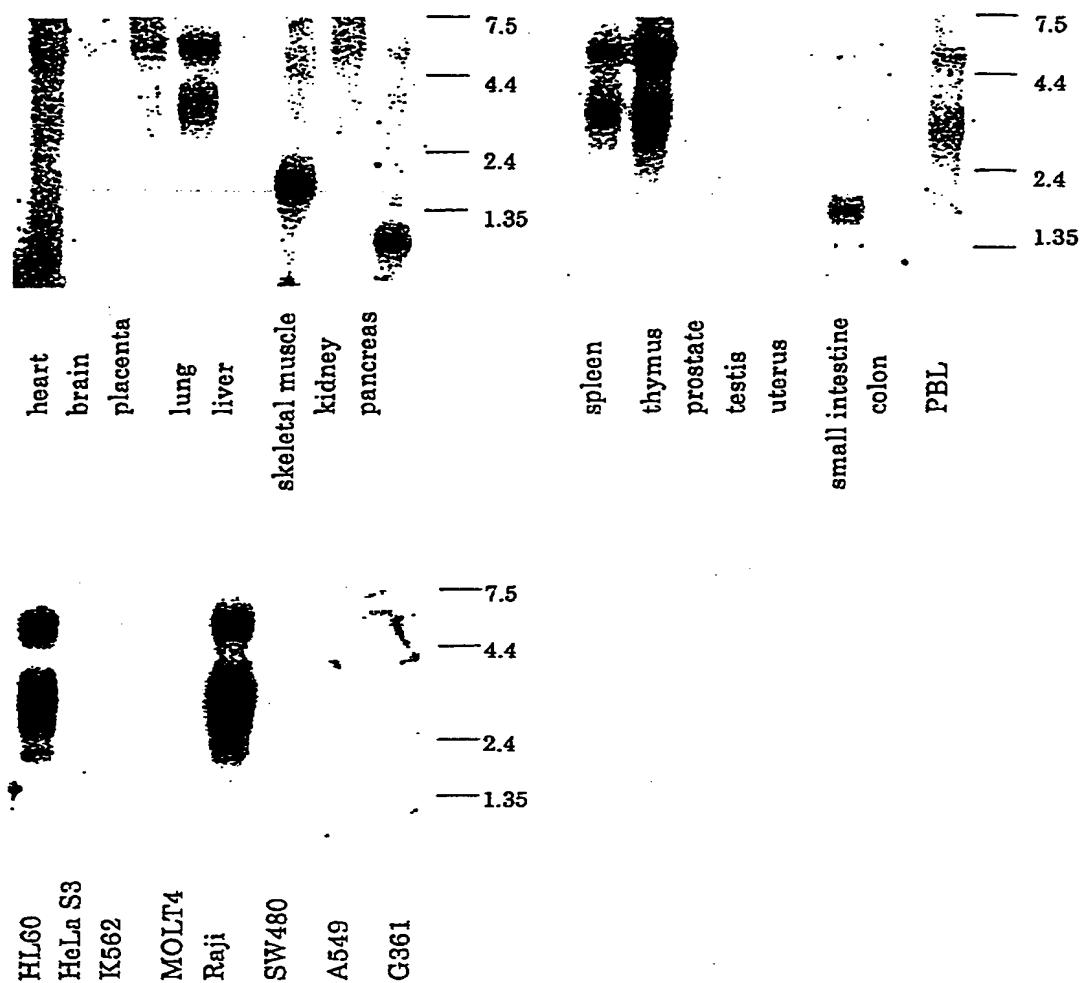 7.5
4.4
2.4
1.35
heart
brain
placenta
lung
liver
skeletal muscle
kidney
pancreas
7.5
4.4
2.4
1.35
spleen
thymus
prostate
testis
uterus
small intestine
colon
PBL
7.5
4.4
2.4
1.35
HL60
HeLa S3
K562
MOLT4
Raji
SW480
A549
G361